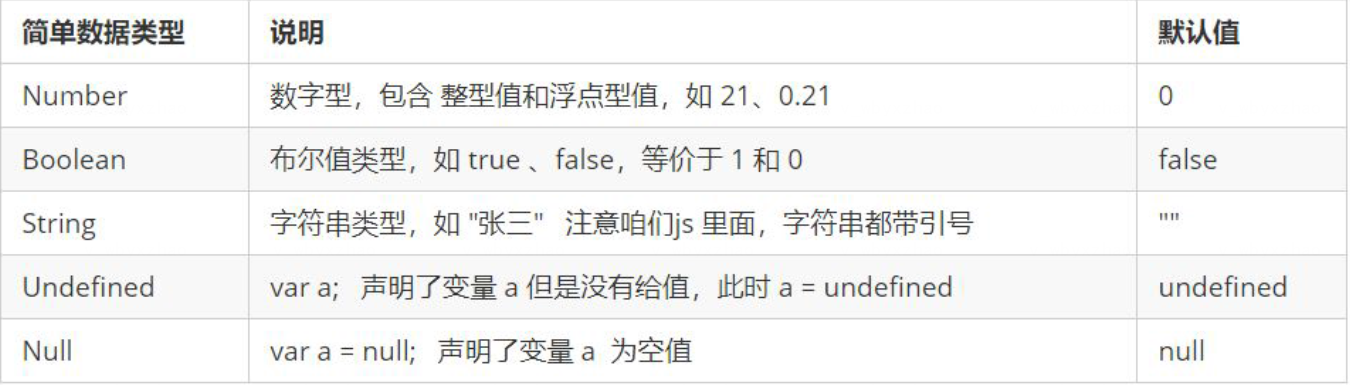 简单数据类型 说明 默认值
Number 数字型，包含 整型值和浮点型值，如 21、0.21 0
Boolean 布尔值类型，如 true 、false，等价于 1 和 0 false
String 字符串类型，如 "张三" 注意咱们js 里面，字符串都带引号 ""
Undefined var a; 声明了变量 a 但是没有给值，此时 a = undefined undefined
Null var a = null; 声明了变量 a 为空值 null